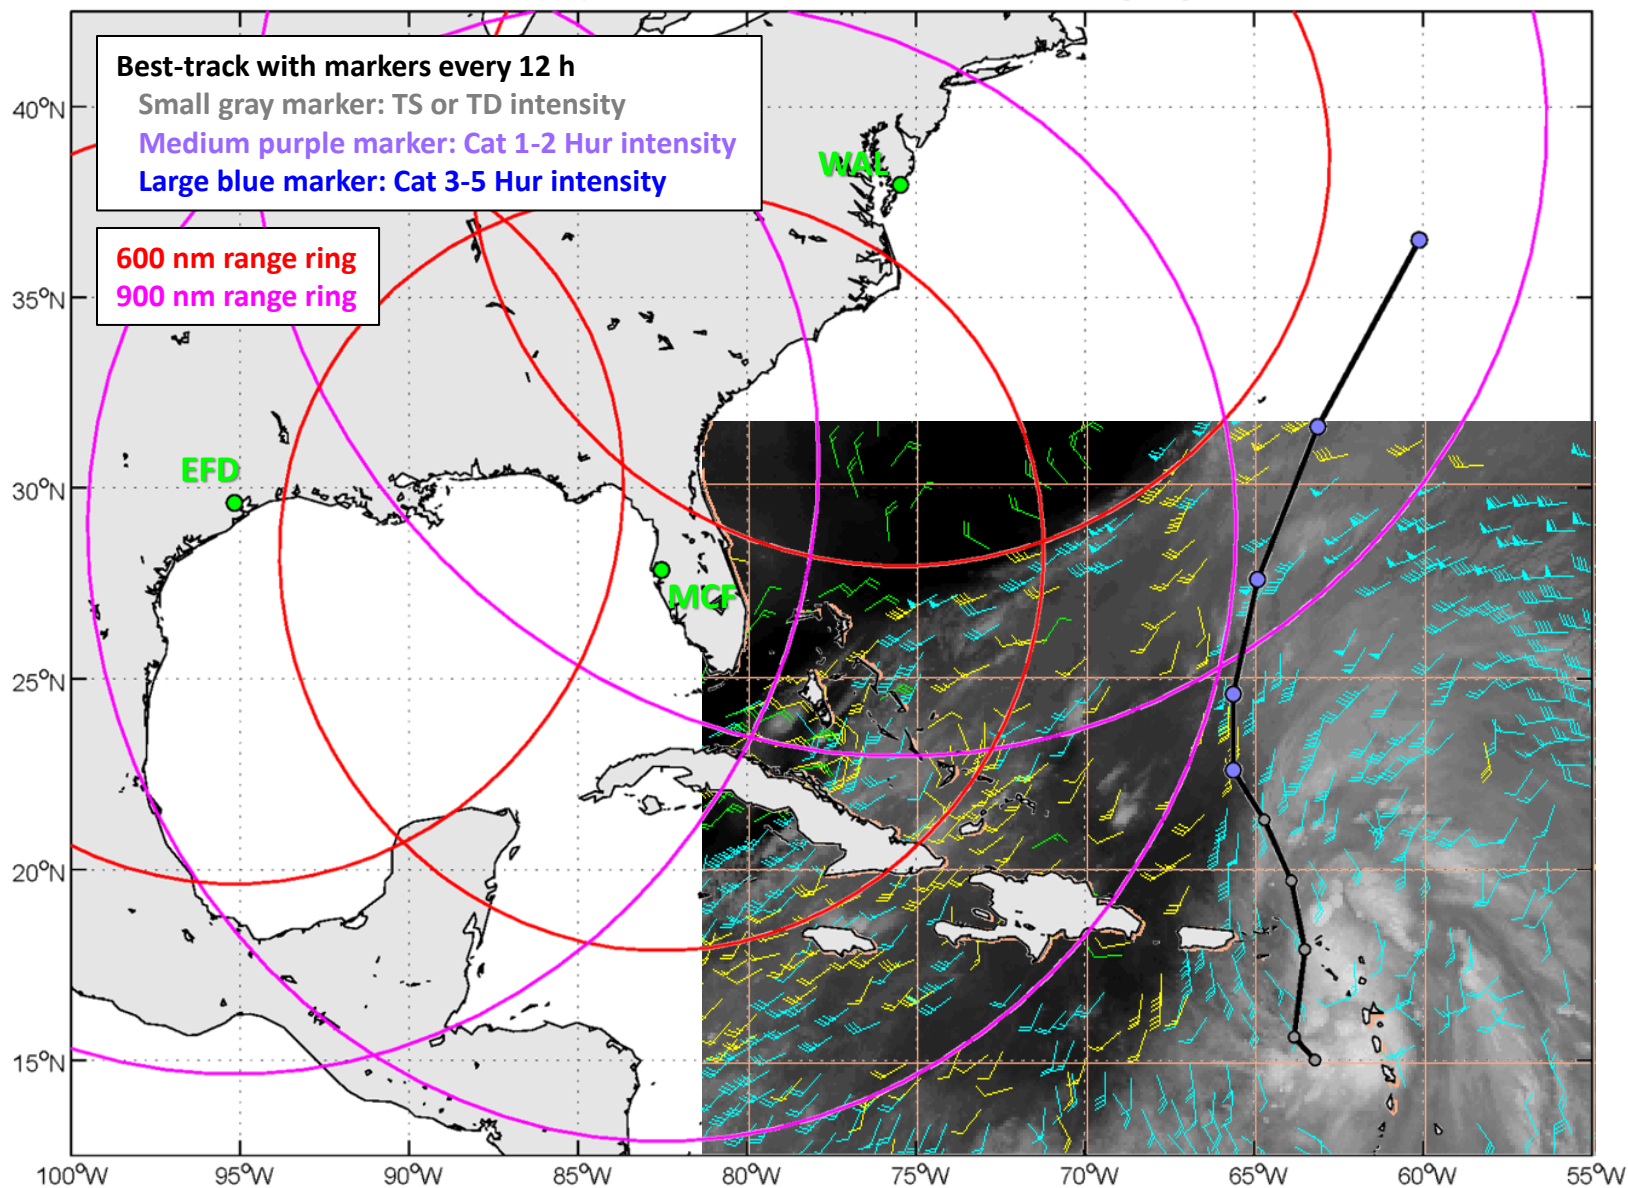 Best-track with markers every 12 h
Small gray marker: TS or TD intensity
Medium purple marker: Cat 1-2 Hur intensity
Large blue marker: Cat 3-5 Hur intensity
600 nm range ring
900 nm range ring
WAL
EFD
MCF
40°N
35°N
30°N
25°N
20°N
15°N
100°W
95°W
90°W
85°W
80°W
75°W
70°W
65°W
60°W
55°W